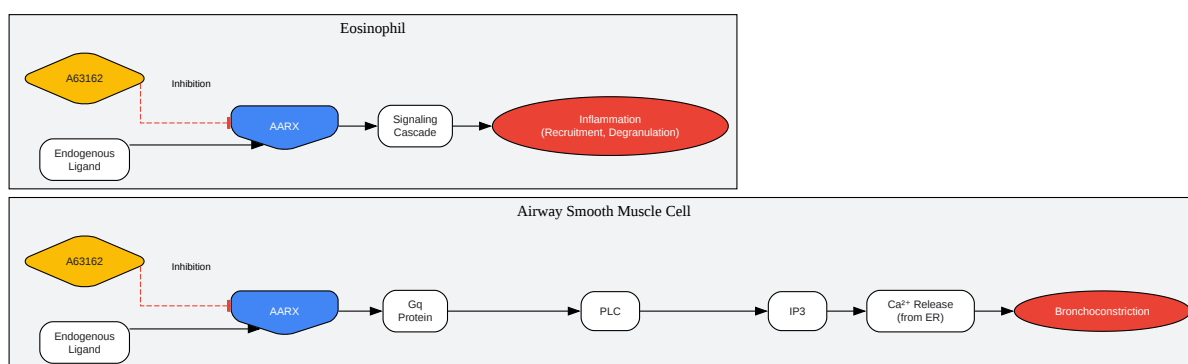 Eosinophil
A63162
Inhibition
AARX
Signaling
Cascade
Inflammation
(Recruitment, Degranulation)
Endogenous
Ligand
Airway Smooth Muscle Cell
A63162
Inhibition
AARX
Gq
Protein
PLC
IP3
Ca²⁺ Release
(from ER)
Bronchoconstriction
Endogenous
Ligand